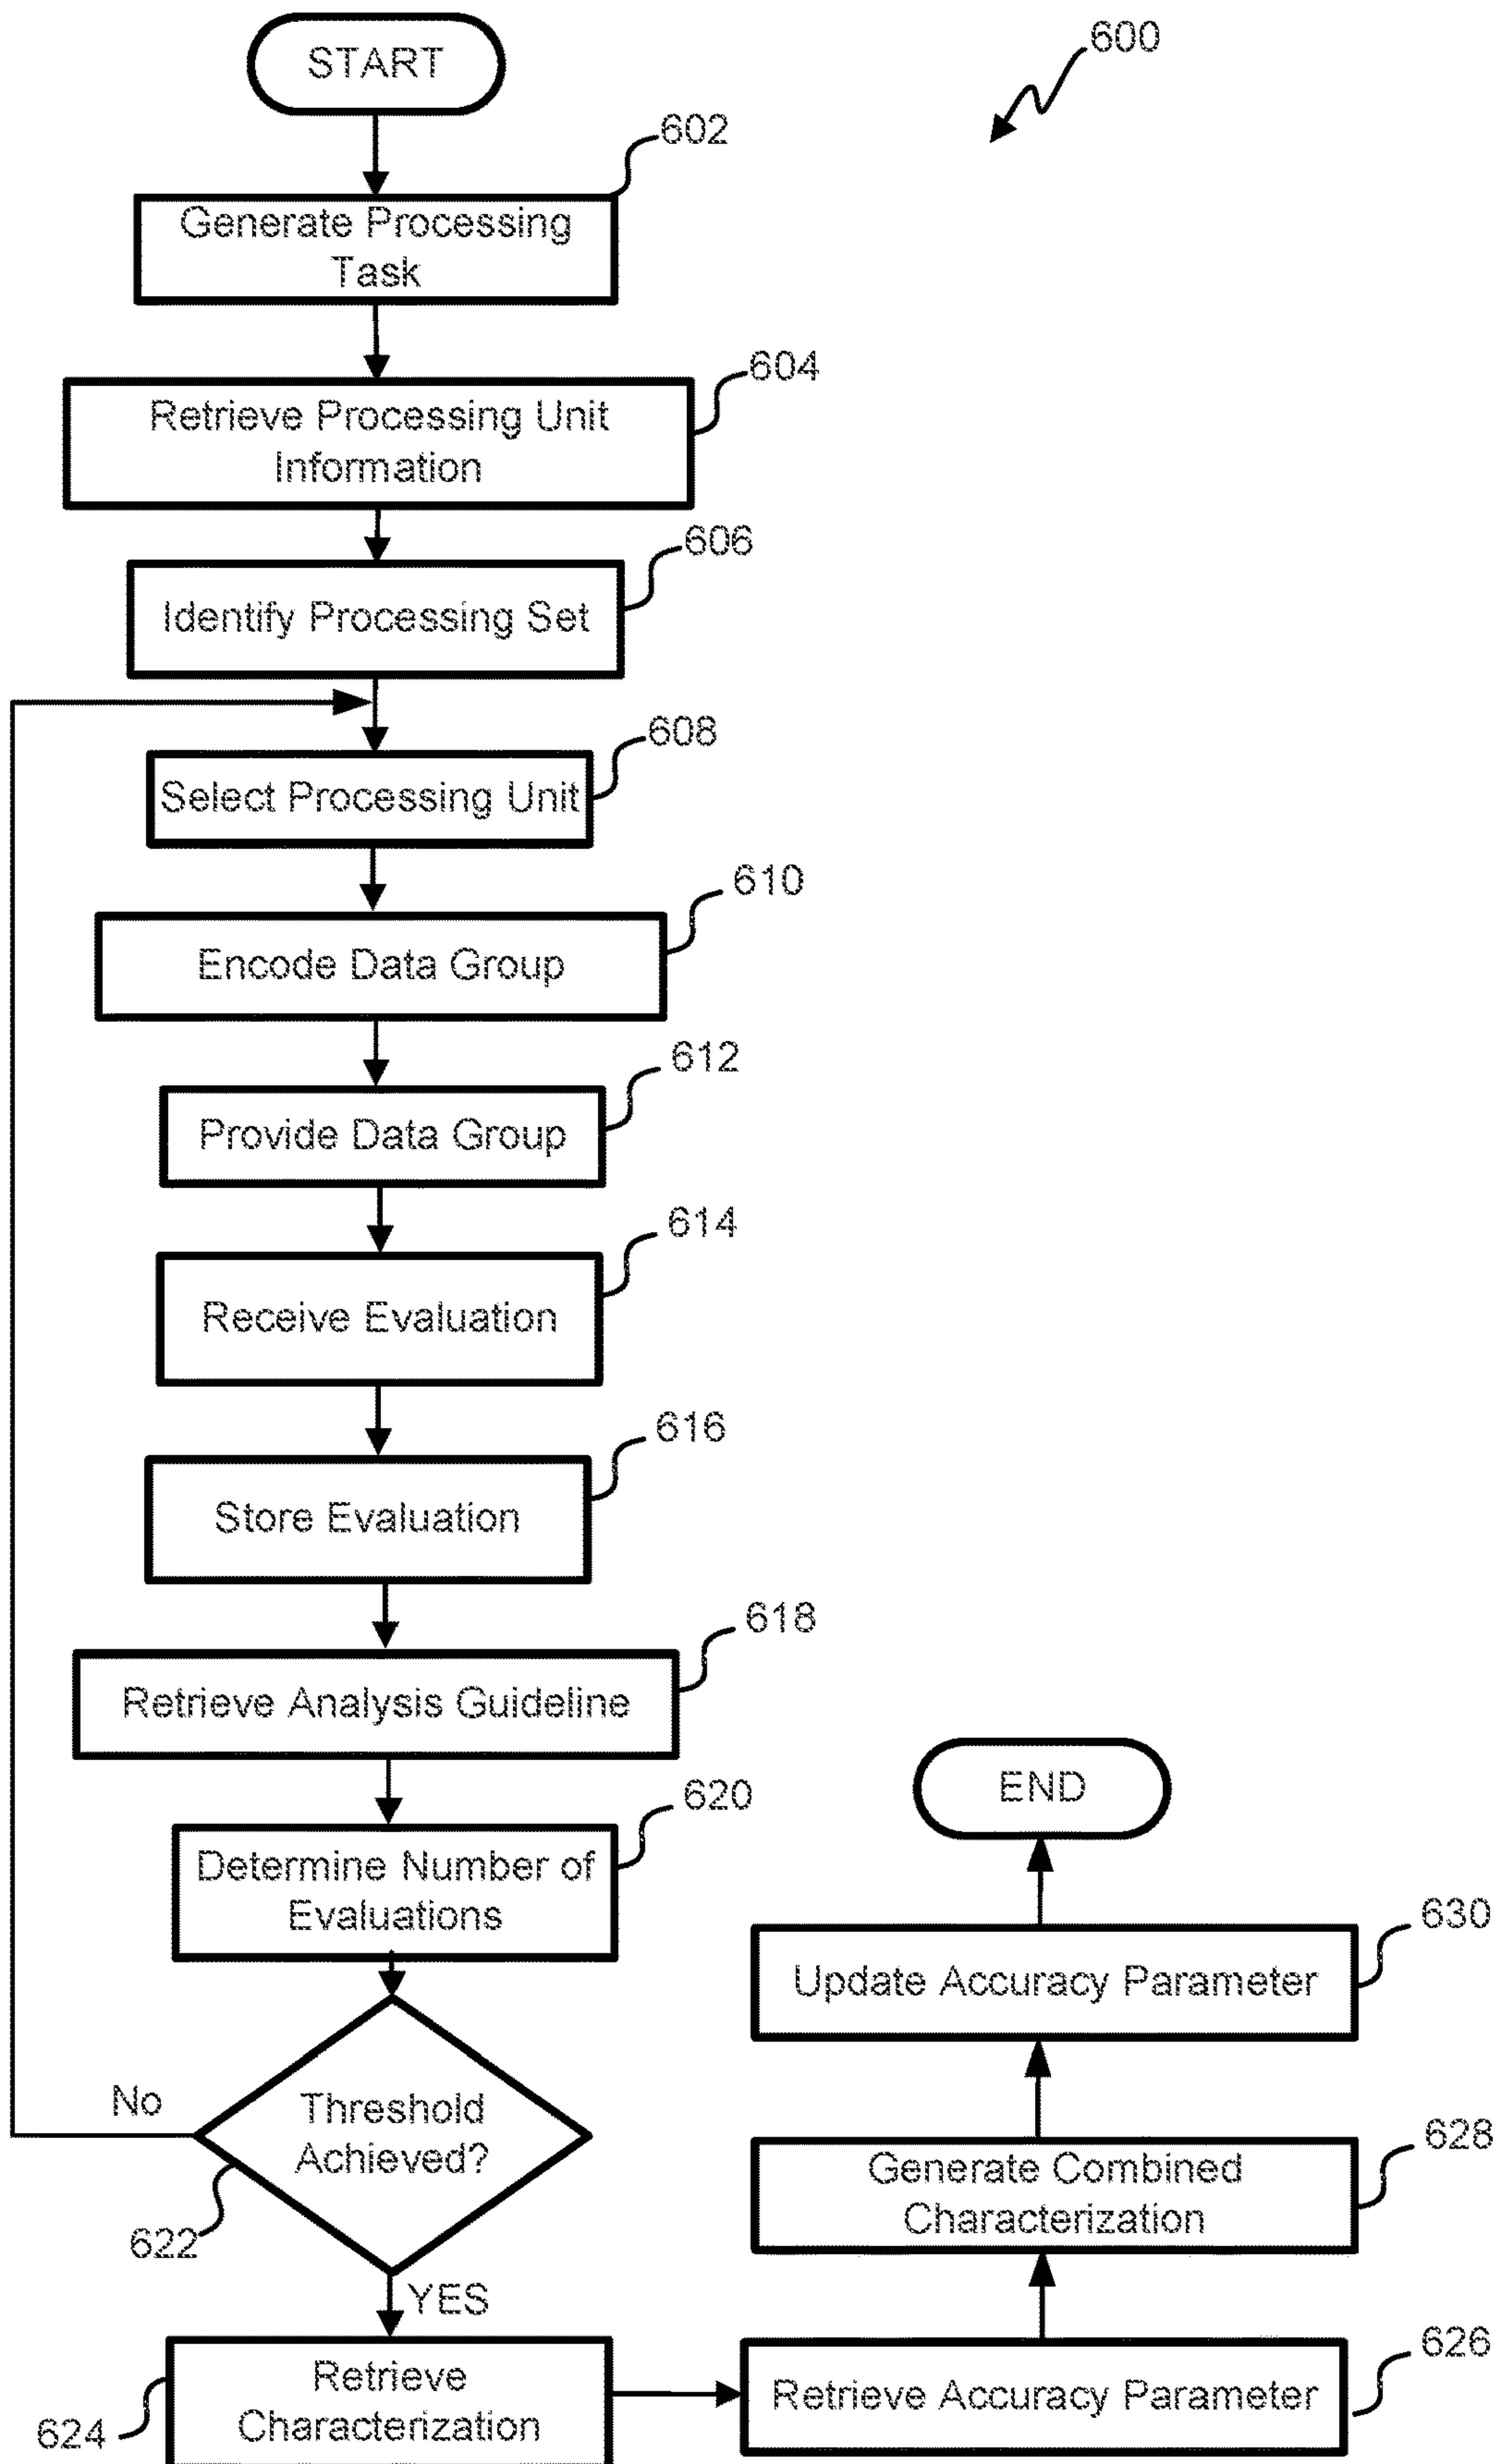 START
600
602
Generate Processing
Task
604
Retrieve Processing Unit
Information
606
Identify Processing Set
608
Select Processing Unit
610
Encode Data Group
612
Provide Data Group
614
Receive Evaluation
616
Store Evaluation
618
Retrieve Analysis Guideline
620
Determine Number of
Evaluations
No
Threshold
Achieved?
622
YES
624
Retrieve
Characterization
626
Retrieve Accuracy Parameter
628
Generate Combined
Characterization
630
Update Accuracy Parameter
END